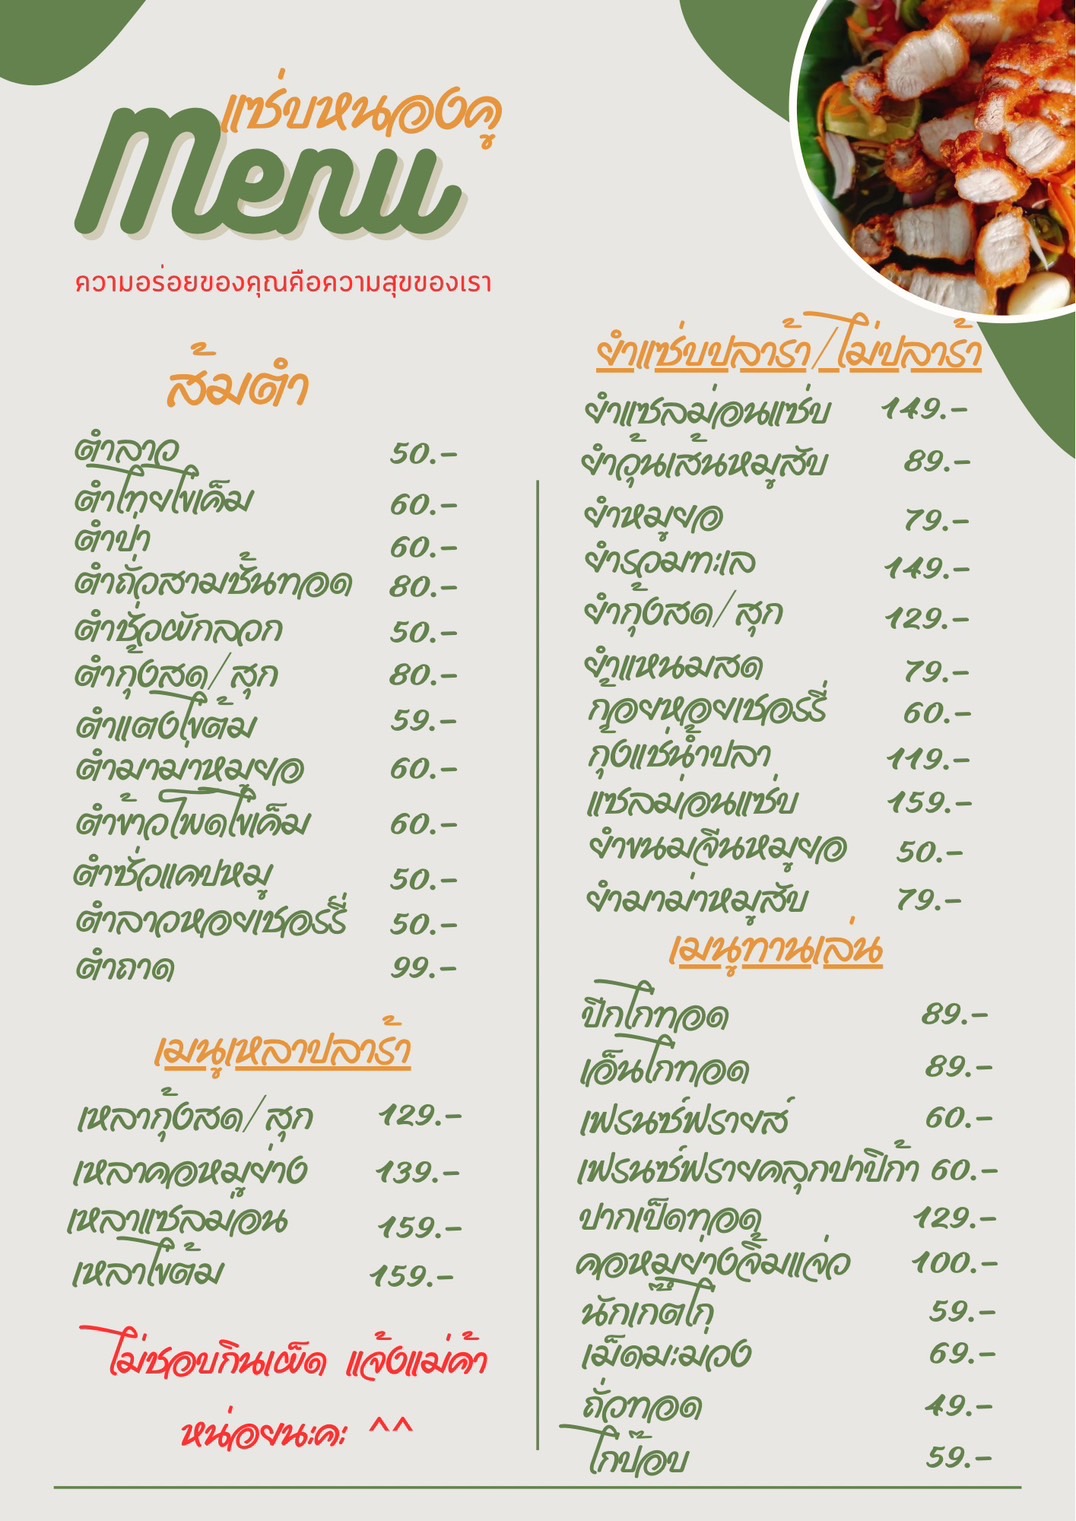 แซ่บหนองคู
Menu
ความอร่อยของคุณคือความสุขของเรา
ส้มตำ
ตำลาว 50.-
ตำไทยไข่เค็ม 60.-
ตำป่า 60.-
ตำถั่วสามชั้นทอด 80.-
ตำซั่วผักลวก 50.-
ตำกุ้งสด/สุก 80.-
ตำแตงไข่ต้ม 59.-
ตำมาม่าหมูยอ 60.-
ตำข้าวโพดไข่เค็ม 60.-
ตำซั่วแคปหมู 50.-
ตำลาวหอยเชอร์รี่ 50.-
ตำถาด 99.-
เมนูเหลาปลาร้า
เหลากุ้งสด/สุก 129.-
เหลาคอหมูย่าง 139.-
เหลาแซลม่อน 159.-
เหลาไข่ต้ม 159.-
ไม่ชอบกินเผ็ด แจ้งแม่ค้า
หน่อยนะคะ ^^
ยำแซ่บปลาร้า/ไม่ปลาร้า
ยำแซลม่อนแซ่บ 149.-
ยำวุ้นเส้นหมูสับ 89.-
ยำหมูยอ 79.-
ยำรวมทะเล 149.-
ยำกุ้งสด/สุก 129.-
ยำแหนมสด 79.-
ก้อยหอยเชอร์รี่ 60.-
กุ้งแช่น้ำปลา 119.-
แซลม่อนแซ่บ 159.-
ยำขนมจีนหมูยอ 50.-
ยำมาม่าหมูสับ 79.-
เมนูทานเล่น
ปีกไก่ทอด 89.-
เอ็นไก่ทอด 89.-
เฟรนซ์ฟรายส์ 60.-
เฟรนซ์ฟรายคลุกปาปิก้า 60.-
ปากเป็ดทอด 129.-
คอหมูย่างจิ้มแจ่ว 100.-
นักเก๊ตไก่ 59.-
เม็ดมะม่วง 69.-
ถั่วทอด 49.-
ไก่ป๊อบ 59.-